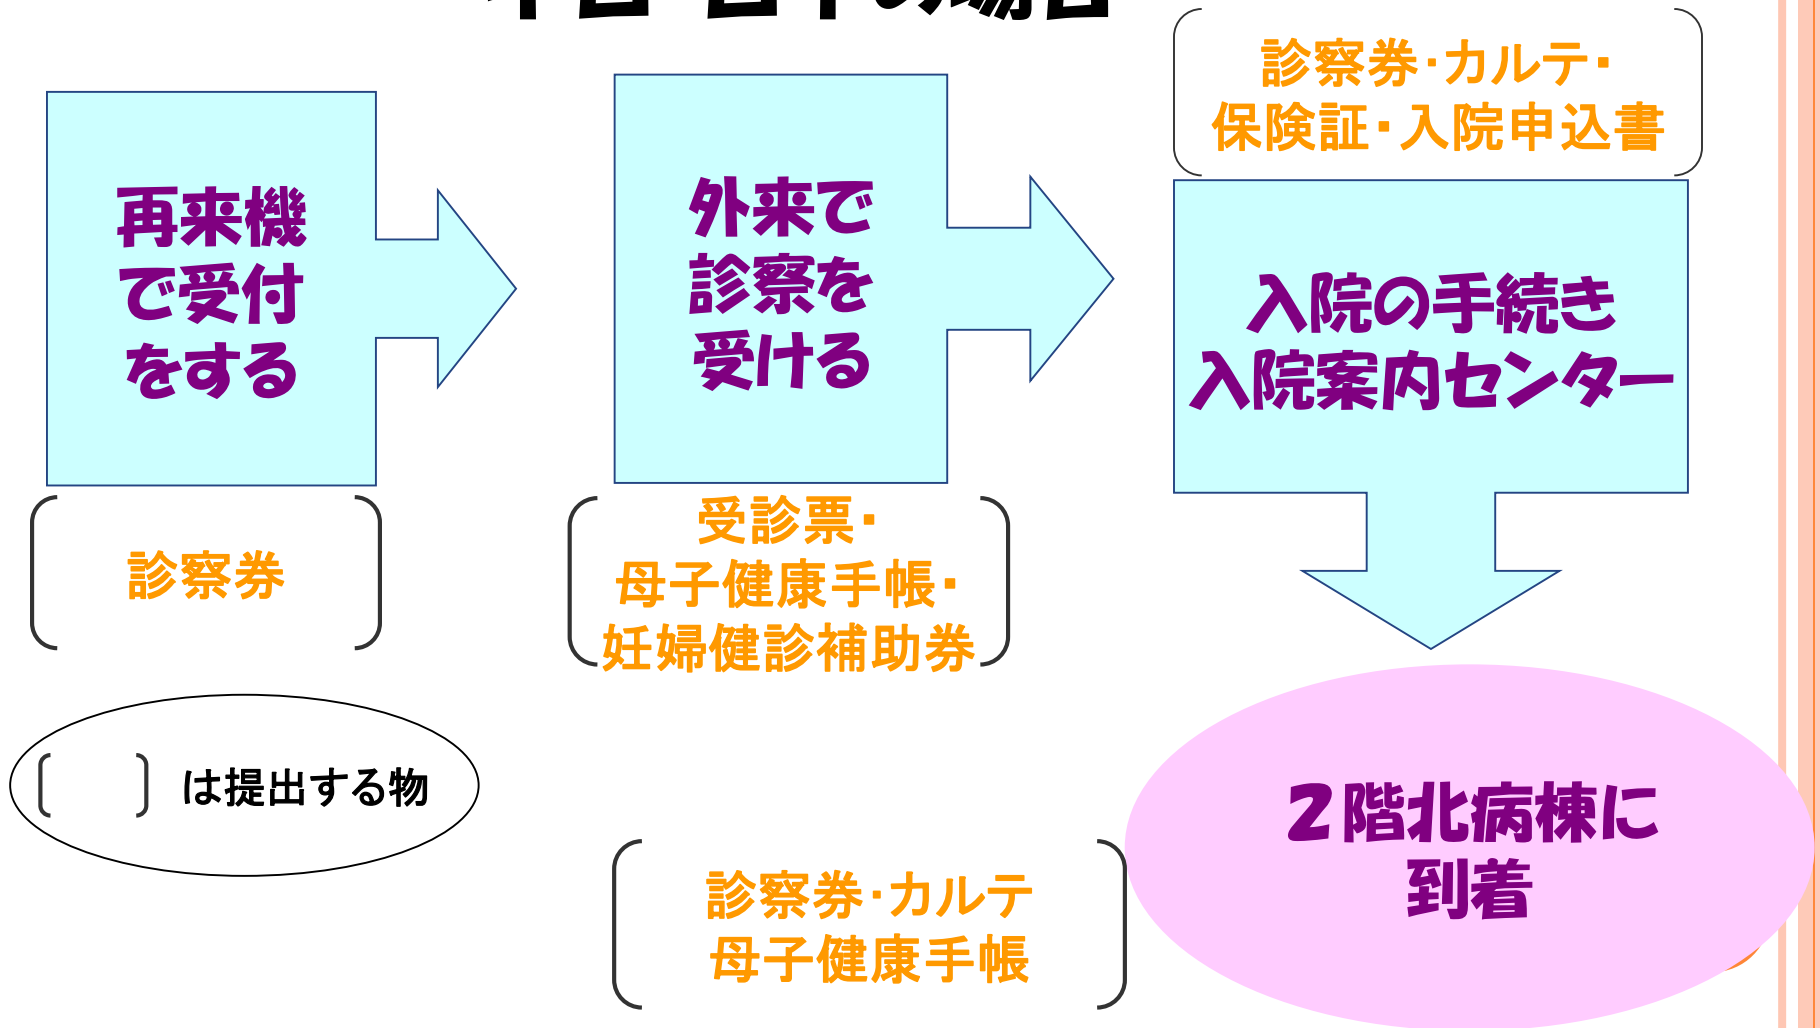 の場合
診察券・カルテ・
保険証・入院申込書
再来機
で受付
をする
外来で
診察を
受ける
入院の手続き
入院案内センター
診察券
受診票・
母子健康手帳・
妊婦健診補助券
は提出する物
２階北病棟に
到着
診察券・カルテ
母子健康手帳